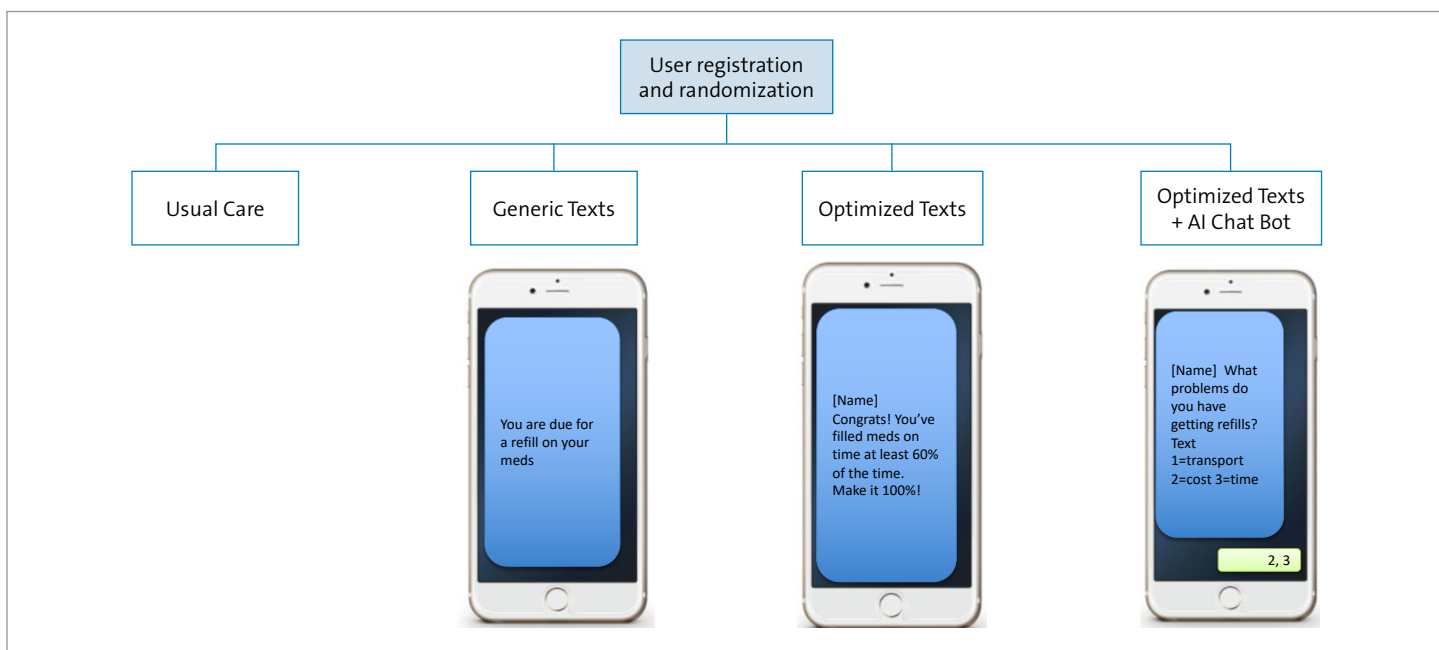 User registration
and randomization
Usual Care
Generic Texts
Optimized Texts
Optimized Texts
+ AI Chat Bot
You are due for
a refill on your
meds
[Name]
Congrats! You’ve
filled meds on
time at least 60%
of the time.
Make it 100%!
[Name]  What
problems do
you have
getting refills?
Text
1=transport
2=cost 3=time
2, 3